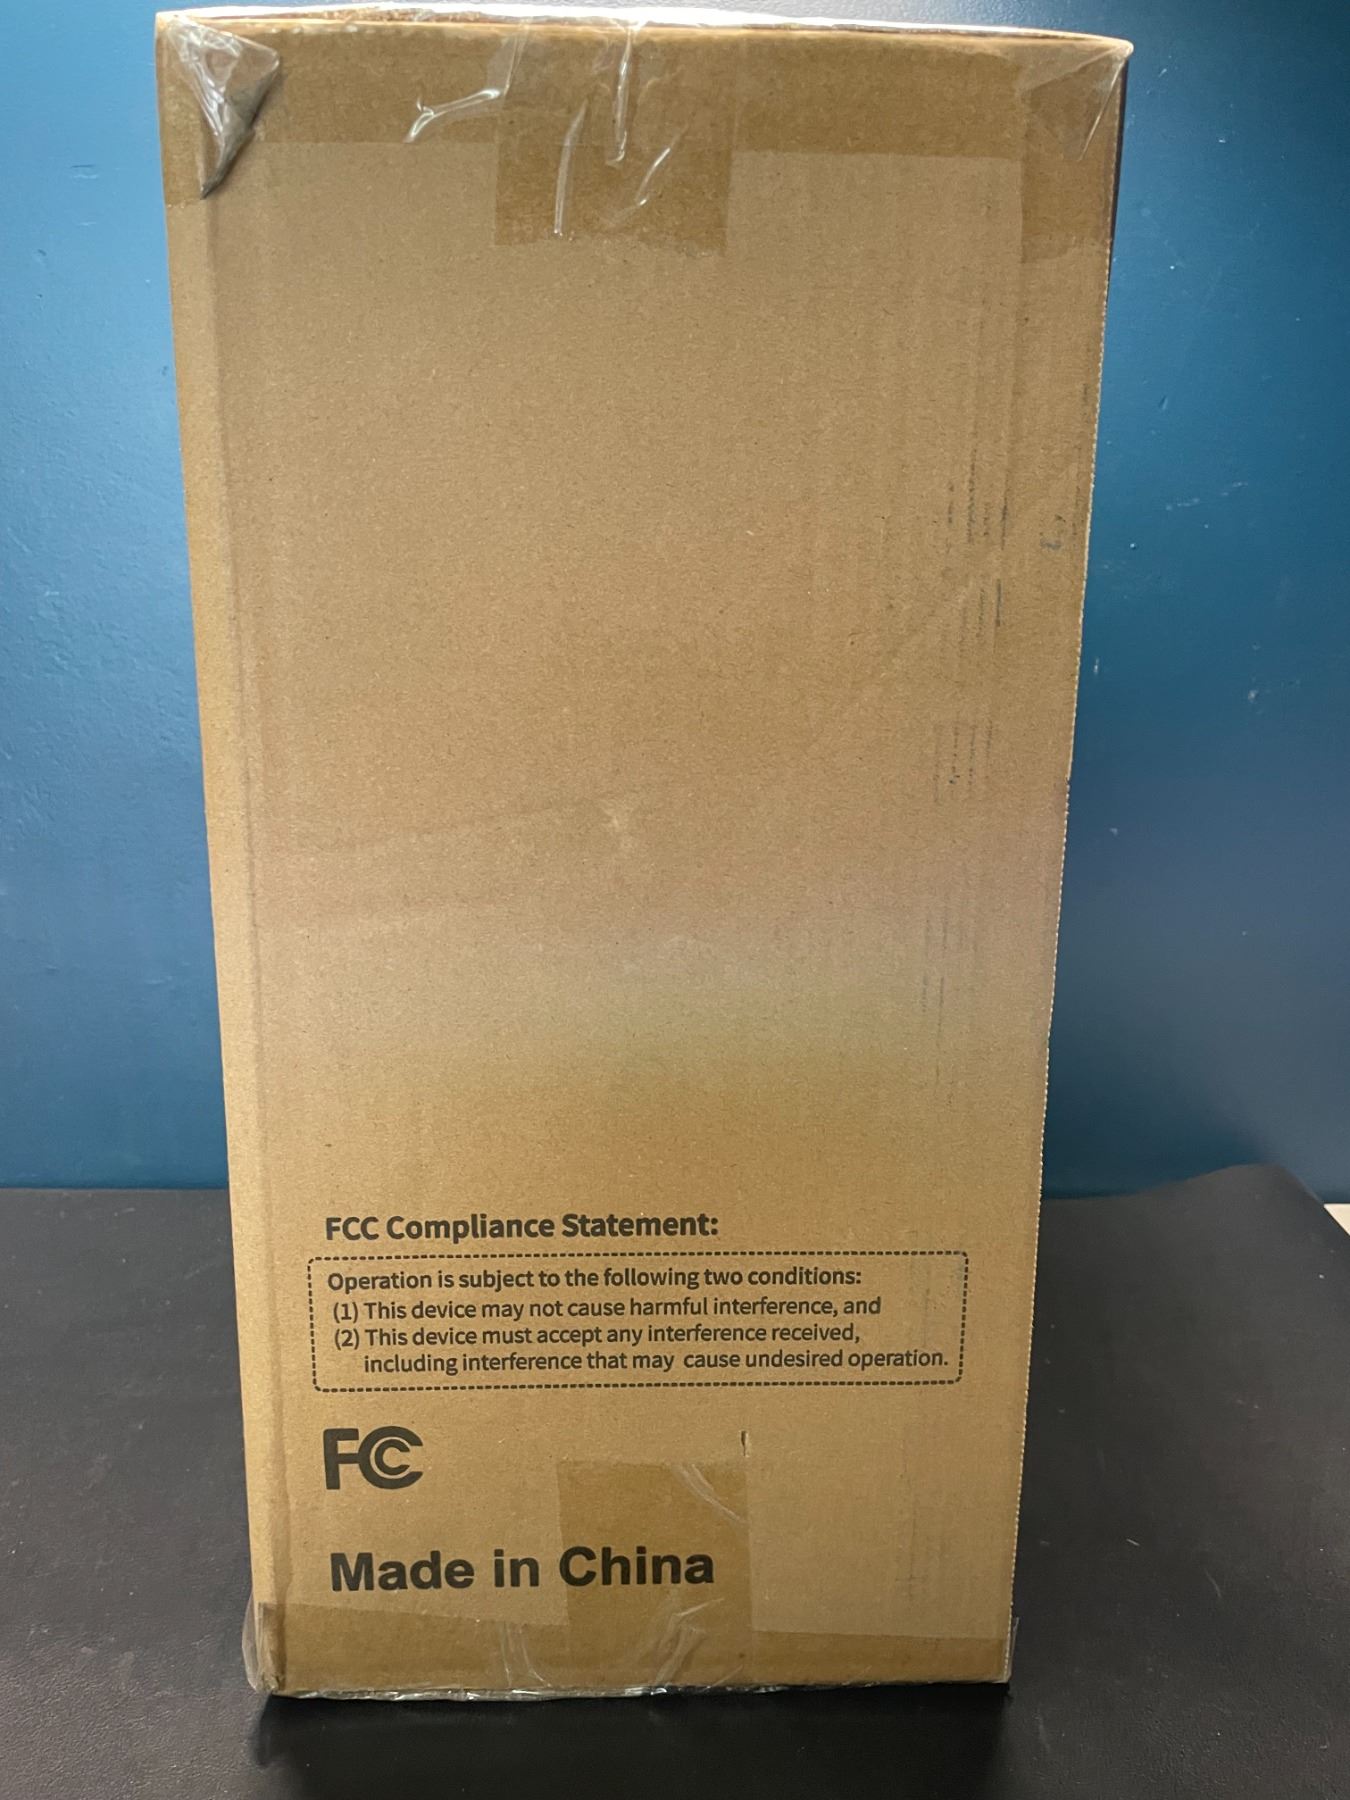 FCC Compliance Statement:
Operation is subject to the following two conditions:
(1) This device may not cause harmful interference, and
(2) This device must accept any interference received,
including interference that may cause undesired operation.
FCC
Made in China